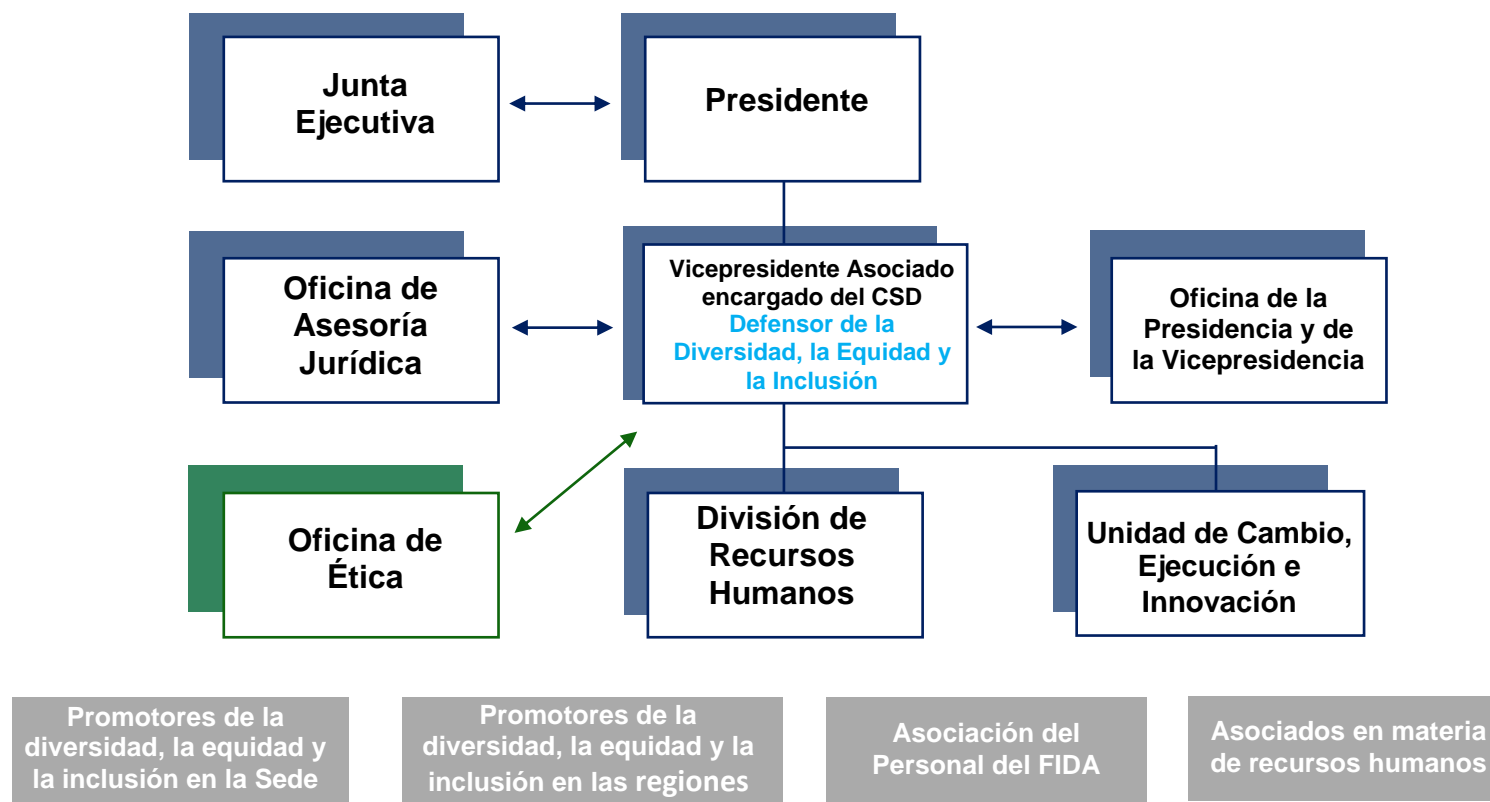 Junta
Ejecutiva
Presidente
Oficina de
Asesoría
Jurídica
Vicepresidente Asociado
encargado del CSD
Defensor de la
Diversidad, la Equidad y
la Inclusión
Oficina de la
Presidencia y de
la Vicepresidencia
Oficina de
Ética
División de
Recursos
Humanos
Unidad de Cambio,
Ejecución e
Innovación
Promotores de la
diversidad, la equidad y
la inclusión en la Sede
Promotores de la
diversidad, la equidad y la
inclusión en las regiones
Asociación del
Personal del FIDA
Asociados en materia
de recursos humanos